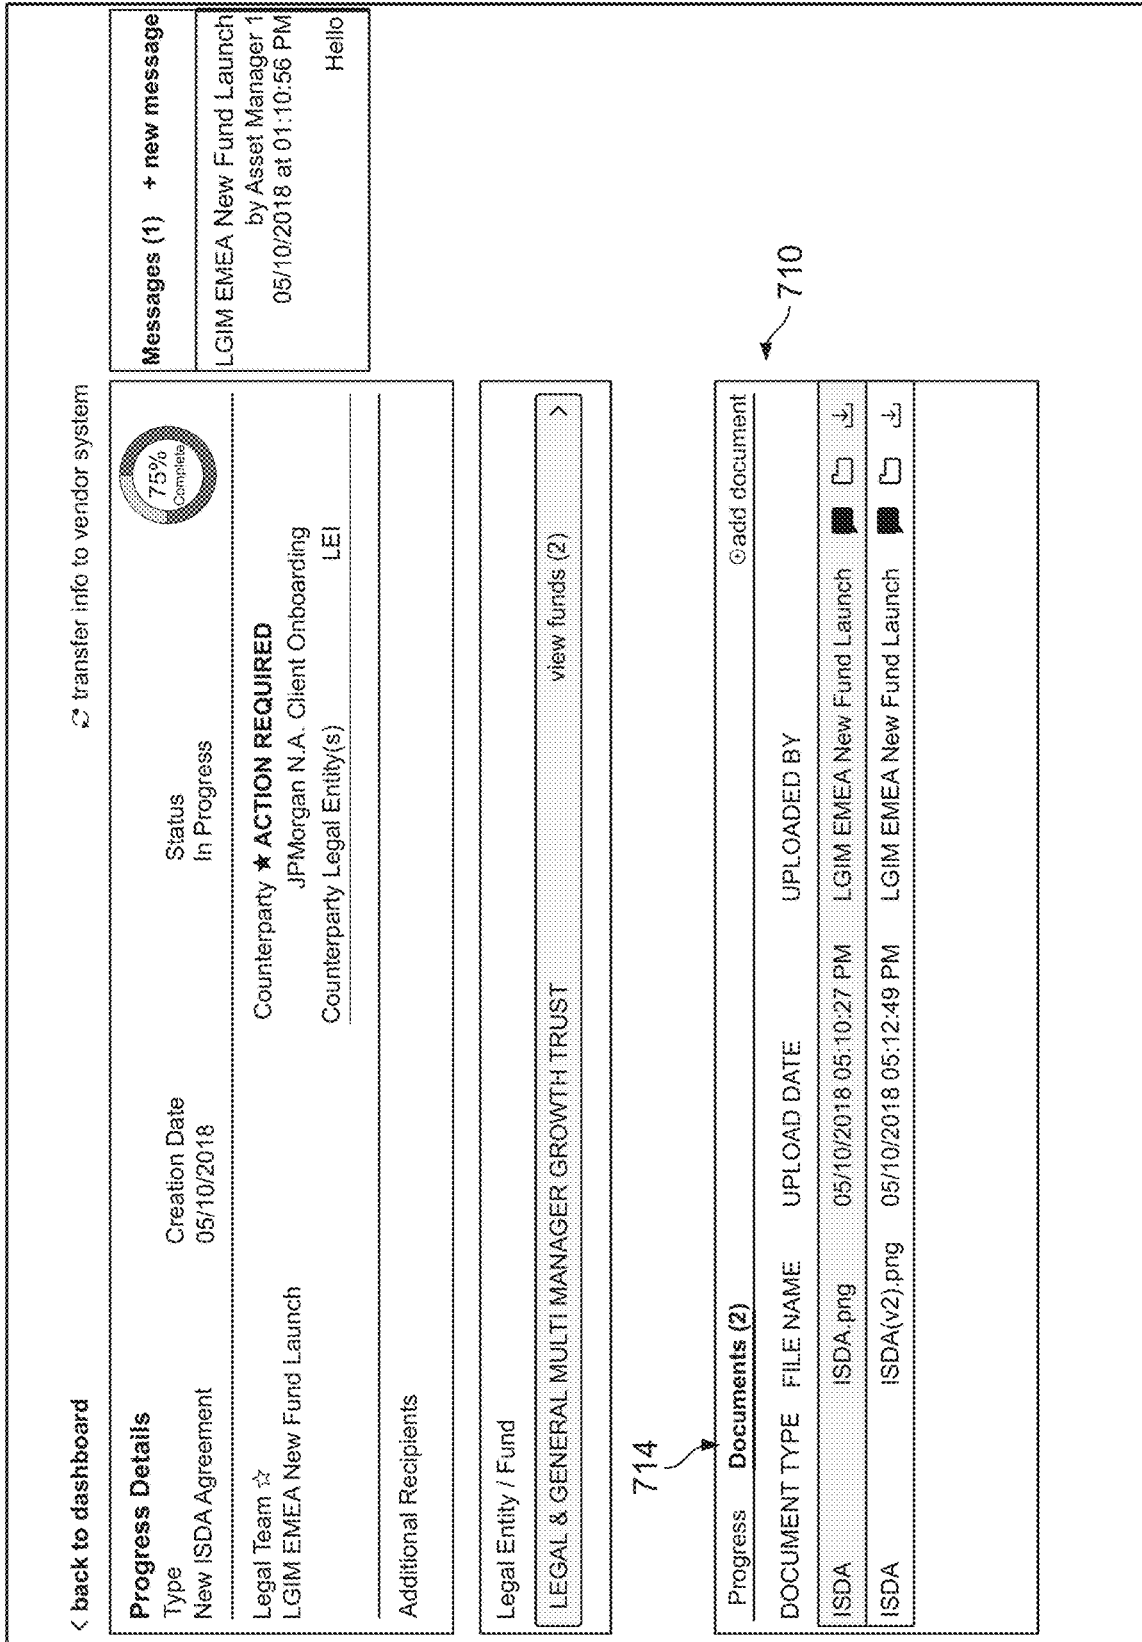 < back to dashboard
transfer info to vendor system
Progress Details
Type
New ISDA Agreement
Creation Date
05/10/2018
Status
In Progress
75%
Complete
Legal Team ☆
LGIM EMEA New Fund Launch
Counterparty ★ ACTION REQUIRED
JPMorgan N.A. Client Onboarding
Counterparty Legal Entity(s) LEI
Additional Recipients
Messages (1) + new message
LGIM EMEA New Fund Launch
by Asset Manager 1
05/10/2018 at 01:10:56 PM
Hello
Legal Entity / Fund
LEGAL & GENERAL MULTI MANAGER GROWTH TRUST view funds (2) >
714
710
Progress Documents (2) ⊙add document
DOCUMENT TYPE FILE NAME UPLOAD DATE UPLOADED BY
ISDA ISDA.png 05/10/2018 05:10:27 PM LGIM EMEA New Fund Launch
ISDA ISDA(v2).png 05/10/2018 05:12:49 PM LGIM EMEA New Fund Launch